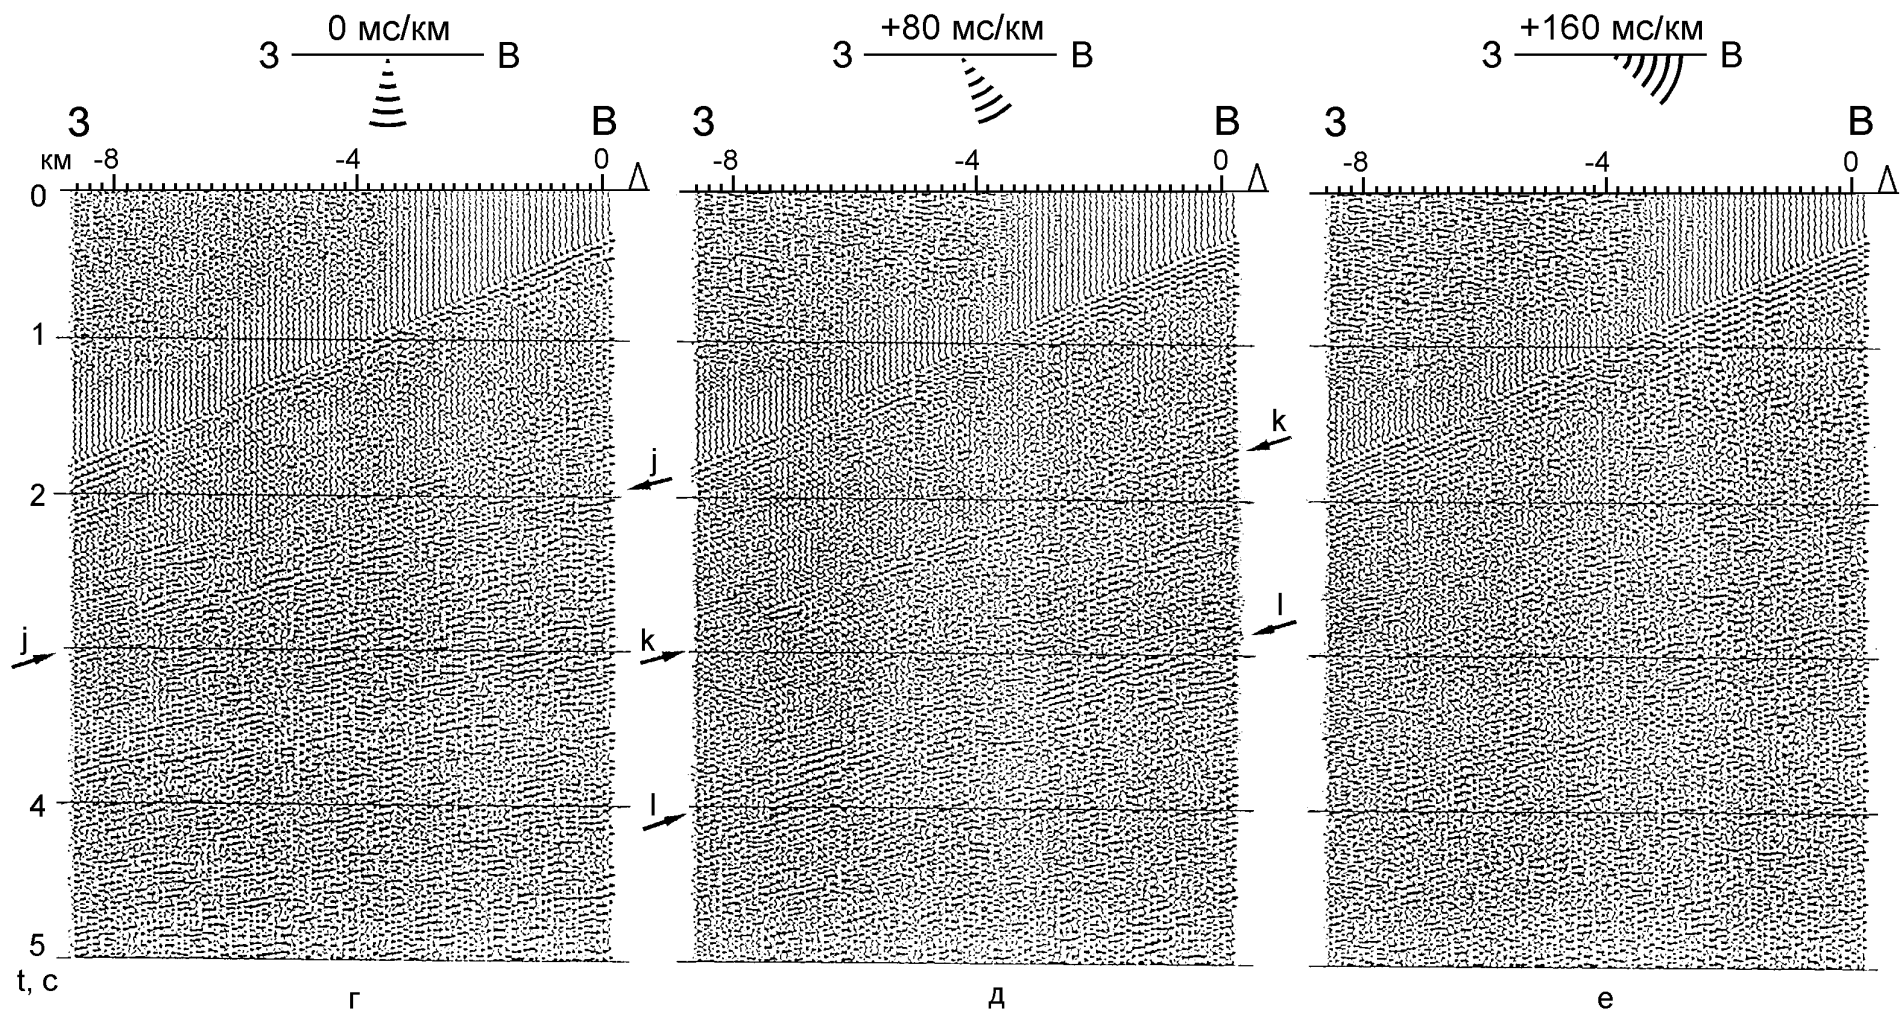 0 мс/км
З В
+80 мс/км
З В
+160 мс/км
З В
З В
З В
З В
км -8 -4 0 Δ
-8 -4 0 Δ
-8 -4 0 Δ
0
1
k
j
2
l
j
k
4
l
5
t, с
г
д
е